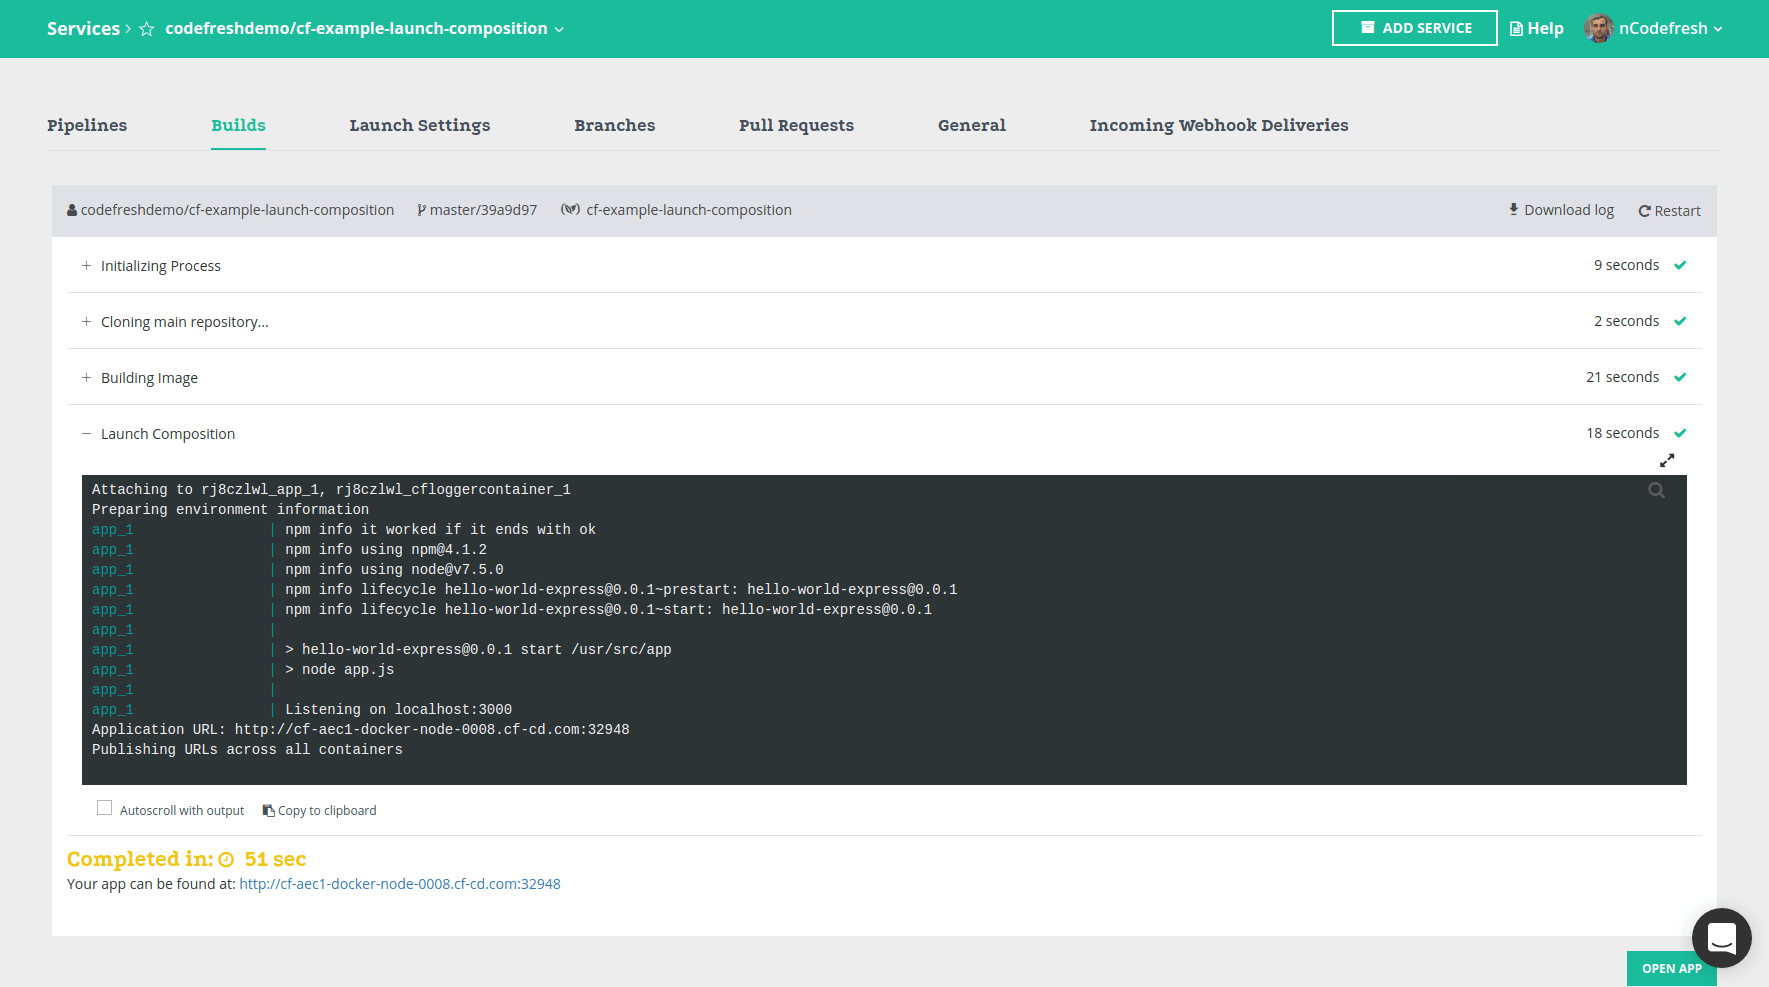 Services > codefreshdemo/cf-example-launch-composition
ADD SERVICE
Help
nCodefresh
Pipelines
Builds
Launch Settings
Branches
Pull Requests
General
Incoming Webhook Deliveries
codefreshdemo/cf-example-launch-composition
master/39a9d97
cf-example-launch-composition
Download log
Restart
+ Initializing Process 9 seconds
+ Cloning main repository... 2 seconds
+ Building Image 21 seconds
− Launch Composition 18 seconds
Attaching to rj8czlwl_app_1, rj8czlwl_cfloggercontainer_1
Preparing environment information
app_1 | npm info it worked if it ends with ok
app_1 | npm info using npm@4.1.2
app_1 | npm info using node@v7.5.0
app_1 | npm info lifecycle hello-world-express@0.0.1~prestart: hello-world-express@0.0.1
app_1 | npm info lifecycle hello-world-express@0.0.1~start: hello-world-express@0.0.1
app_1 |
app_1 | > hello-world-express@0.0.1 start /usr/src/app
app_1 | > node app.js
app_1 |
app_1 | Listening on localhost:3000
Application URL: http://cf-aec1-docker-node-0008.cf-cd.com:32948
Publishing URLs across all containers
Autoscroll with output
Copy to clipboard
Completed in: 51 sec
Your app can be found at: http://cf-aec1-docker-node-0008.cf-cd.com:32948
OPEN APP